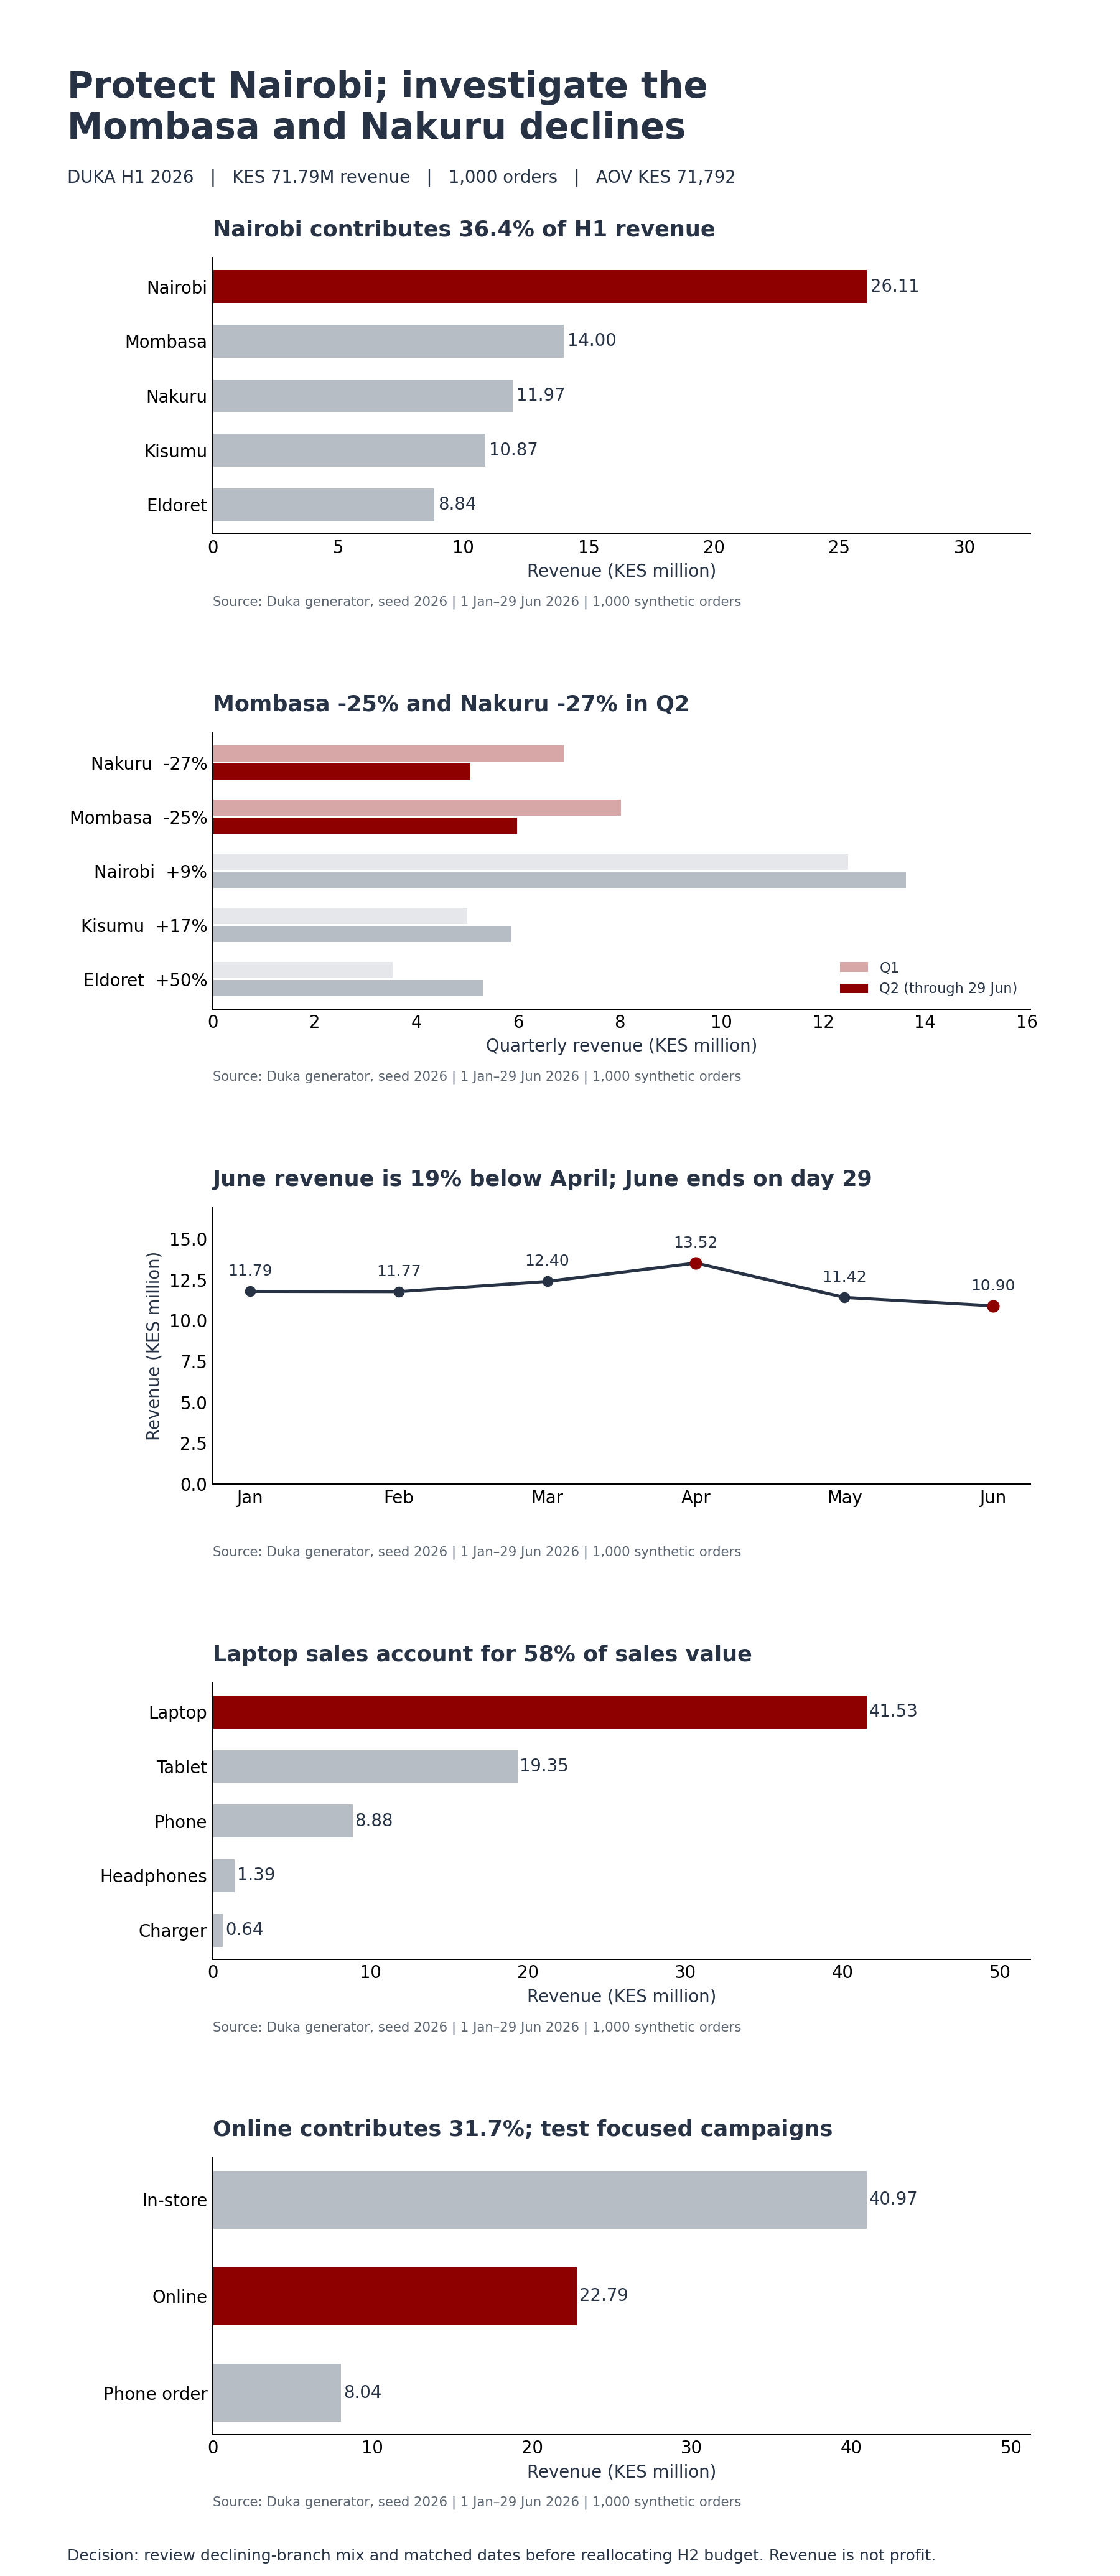 Protect Nairobi; investigate the
Mombasa and Nakuru declines
DUKA H1 2026 | KES 71.79M revenue | 1,000 orders | AOV KES 71,792
Nairobi contributes 36.4% of H1 revenue
Nairobi 26.11
Mombasa 14.00
Nakuru 11.97
Kisumu 10.87
Eldoret 8.84
0 5 10 15 20 25 30
Revenue (KES million)
Source: Duka generator, seed 2026 | 1 Jan–29 Jun 2026 | 1,000 synthetic orders
Mombasa -25% and Nakuru -27% in Q2
Nakuru -27%
Mombasa -25%
Nairobi +9%
Kisumu +17%
Eldoret +50%
Q1
Q2 (through 29 Jun)
0 2 4 6 8 10 12 14 16
Quarterly revenue (KES million)
Source: Duka generator, seed 2026 | 1 Jan–29 Jun 2026 | 1,000 synthetic orders
June revenue is 19% below April; June ends on day 29
Revenue (KES million)
15.0
12.5
10.0
7.5
5.0
2.5
0.0
11.79 11.77 12.40 13.52 11.42 10.90
Jan Feb Mar Apr May Jun
Source: Duka generator, seed 2026 | 1 Jan–29 Jun 2026 | 1,000 synthetic orders
Laptop sales account for 58% of sales value
Laptop 41.53
Tablet 19.35
Phone 8.88
Headphones 1.39
Charger 0.64
0 10 20 30 40 50
Revenue (KES million)
Source: Duka generator, seed 2026 | 1 Jan–29 Jun 2026 | 1,000 synthetic orders
Online contributes 31.7%; test focused campaigns
In-store 40.97
Online 22.79
Phone order 8.04
0 10 20 30 40 50
Revenue (KES million)
Source: Duka generator, seed 2026 | 1 Jan–29 Jun 2026 | 1,000 synthetic orders
Decision: review declining-branch mix and matched dates before reallocating H2 budget. Revenue is not profit.